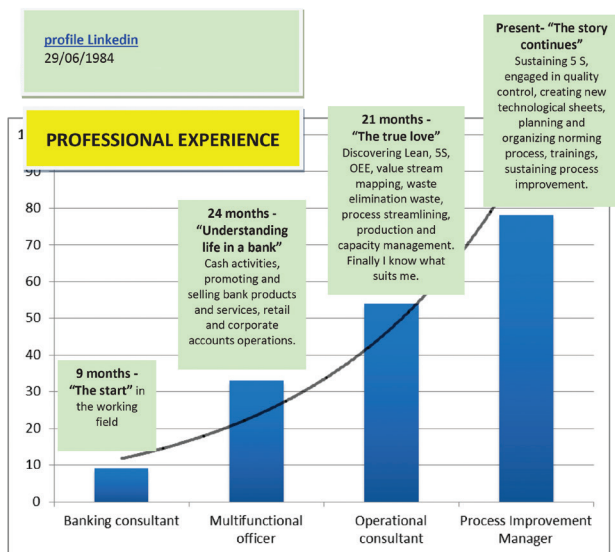 profile Linkedin
29/06/1984
PROFESSIONAL EXPERIENCE
Present- “The story
continues”
Sustaining 5 S,
engaged in quality
control, creating new
technological sheets,
planning and
organizing norming
process, trainings,
sustaining process
improvement.
21 months -
“The true love”
Discovering Lean, 5S,
OEE, value stream
mapping, waste
elimination waste,
process streamlining,
production and
capacity management.
Finally I know what
suits me.
24 months -
“Understanding
life in a bank”
Cash activities,
promoting and
selling bank products
and services, retail
and corporate
accounts operations.
9 months -
“The start” in
the working
field
90
80
70
60
50
40
30
20
10
0
Banking consultant
Multifunctional
officer
Operational
consultant
Process Improvement
Manager